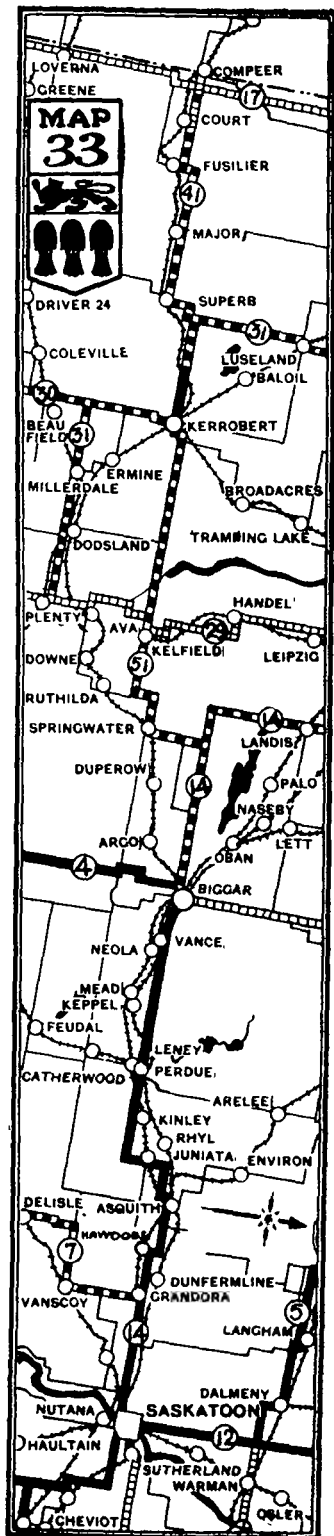 LOVERNA
COMPEER
GREENE
17
MAP
33
COURT
FUSILIER
41
MAJOR
DRIVER 24
SUPERB
31
COLEVILLE
LUSELAND
BALOIL
31
BEAU
FIELD
31
KERROBERT
ERMINE
MILLERDALE
BROADACRES
TRAMPING LAKE
DODSLAND
PLENTY
HANDEL
AVA
29
KELFIELD
LEIPZIG
DOWNE
51
RUTHILDA
14
SPRINGWATER
LANDIS
DUPEROW
14
PALO
NASEBY
ARGO
LETT
OBAN
4
BIGGAR
VANCE
NEOLA
MEAD
KEPPEL
FEUDAL
LENEY
CATHERWOOD
PERDUE
ARELEE
KINLEY
RHYL
JUNIATA
ENVIRON
DELISLE
ASQUITH
7
DUNFERMLINE
VANSCOY
GRANDORA
5
14
LANGHAM
DALMENY
NUTANA
SASKATOON
12
HAULTAIN
SUTHERLAND
WARMAN
CHEVIOT
OSLER